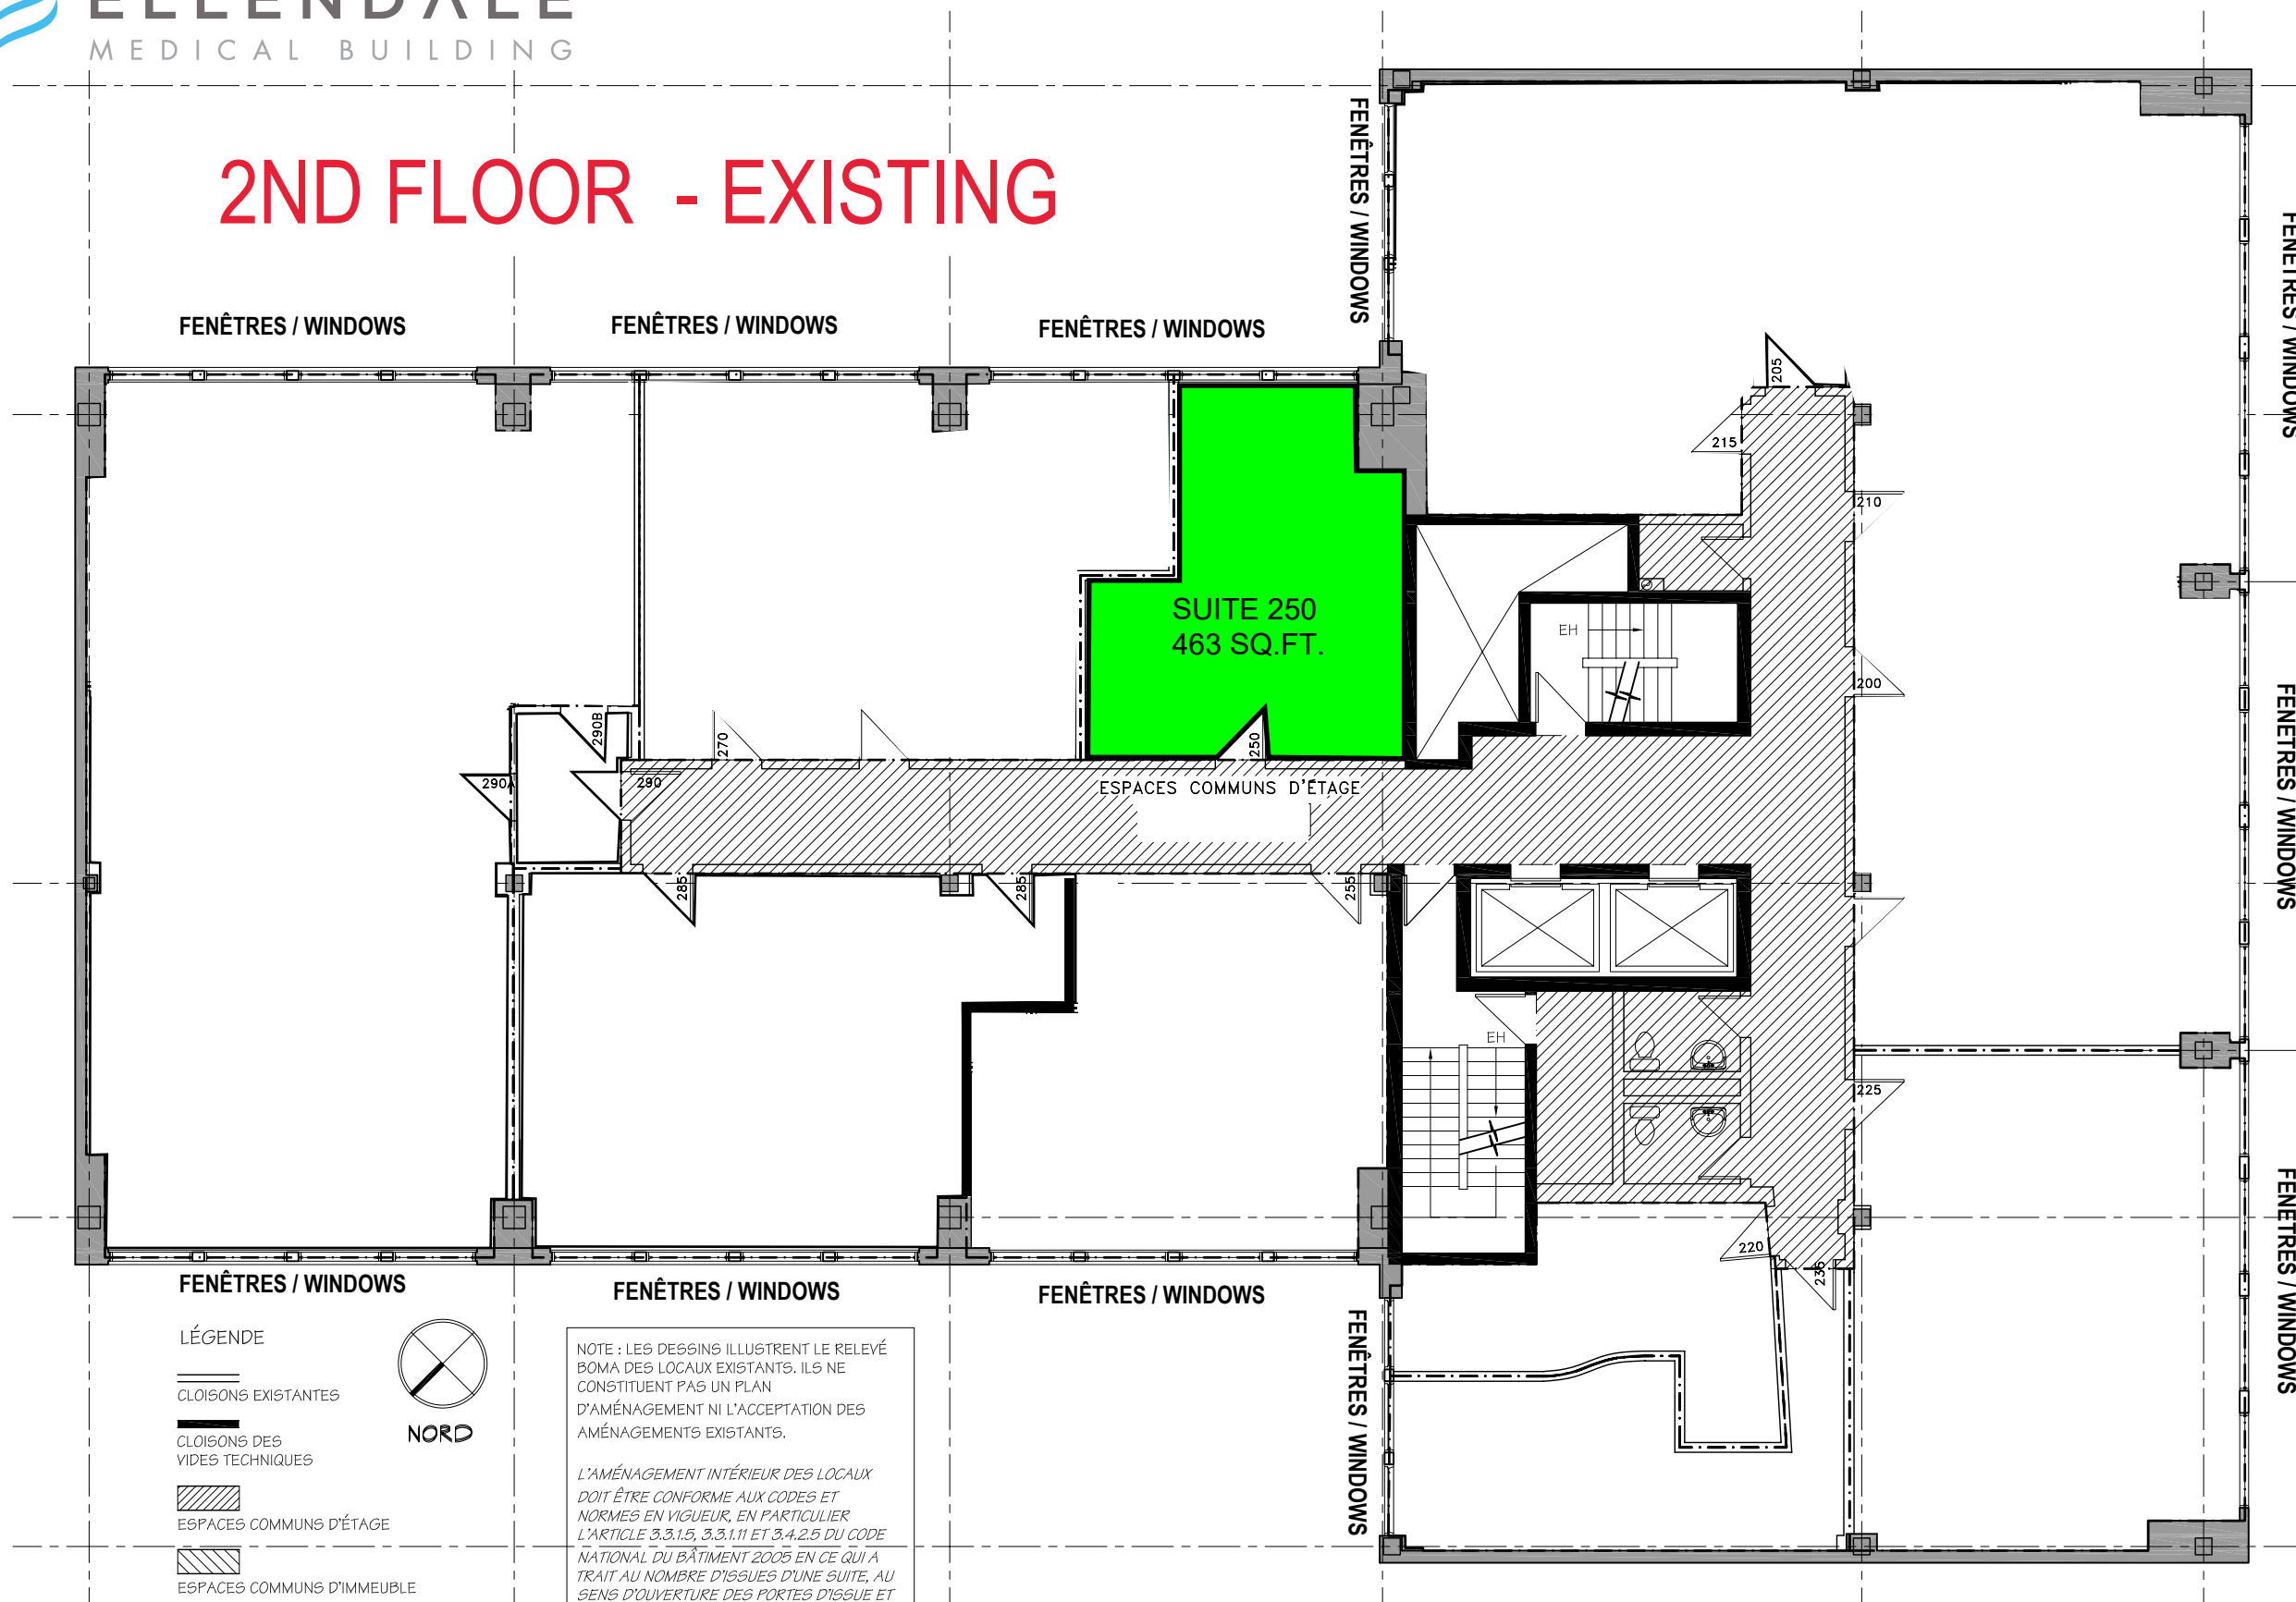 ELLENDALE
MEDICAL BUILDING
2ND FLOOR - EXISTING
FENÊTRES / WINDOWS
FENÊTRES / WINDOWS
FENÊTRES / WINDOWS
FENÊTRES / WINDOWS
FENÊTRES / WINDOWS
205
215
210
SUITE 250
463 SQ.FT.
EH
200
290B
270
250
290A
290
ESPACES COMMUNS D'ÉTAGE
FENÊTRES / WINDOWS
285
285
255
EH
225
220
235
FENÊTRES / WINDOWS
FENÊTRES / WINDOWS
FENÊTRES / WINDOWS
FENÊTRES / WINDOWS
FENÊTRES / WINDOWS
LÉGENDE
CLOISONS EXISTANTES
CLOISONS DES
VIDES TECHNIQUES
ESPACES COMMUNS D'ÉTAGE
ESPACES COMMUNS D'IMMEUBLE
NORD
NOTE : LES DESSINS ILLUSTRENT LE RELEVÉ
BOMA DES LOCAUX EXISTANTS. ILS NE
CONSTITUENT PAS UN PLAN
D'AMÉNAGEMENT NI L'ACCEPTATION DES
AMÉNAGEMENTS EXISTANTS.
L'AMÉNAGEMENT INTÉRIEUR DES LOCAUX
DOIT ÊTRE CONFORME AUX CODES ET
NORMES EN VIGUEUR, EN PARTICULIER
L'ARTICLE 3.3.1.5, 3.3.1.11 ET 3.4.2.5 DU CODE
NATIONAL DU BÂTIMENT 2005 EN CE QUI A
TRAIT AU NOMBRE D'ISSUES D'UNE SUITE, AU
SENS D'OUVERTURE DES PORTES D'ISSUE ET